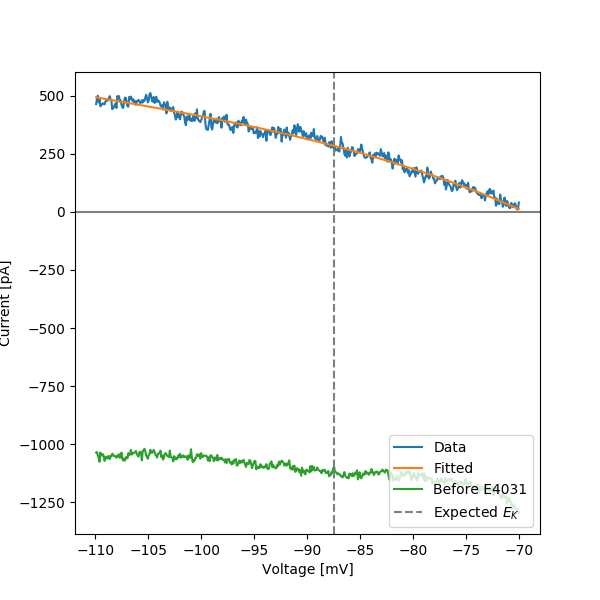 500
250
0
−250
−500
−750
−1000
−1250
Current [pA]
Data
Fitted
Before E4031
Expected E_K
−110
−105
−100
−95
−90
−85
−80
−75
−70
Voltage [mV]